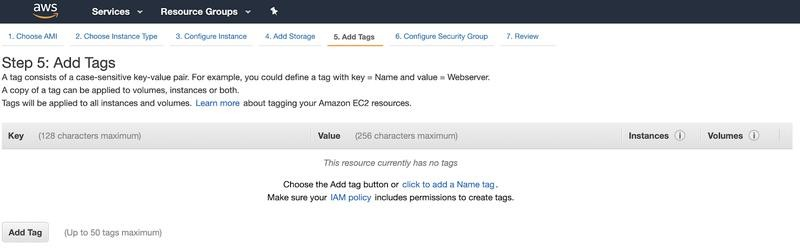 aws Services Resource Groups
1. Choose AMI 2. Choose Instance Type 3. Configure Instance 4. Add Storage 5. Add Tags 6. Configure Security Group 7. Review
Step 5: Add Tags
A tag consists of a case-sensitive key-value pair. For example, you could define a tag with key = Name and value = Webserver.
A copy of a tag can be applied to volumes, instances or both.
Tags will be applied to all instances and volumes. Learn more about tagging your Amazon EC2 resources.
Key (128 characters maximum) Value (256 characters maximum) Instances i Volumes i
This resource currently has no tags
Choose the Add tag button or click to add a Name tag.
Make sure your IAM policy includes permissions to create tags.
Add Tag (Up to 50 tags maximum)